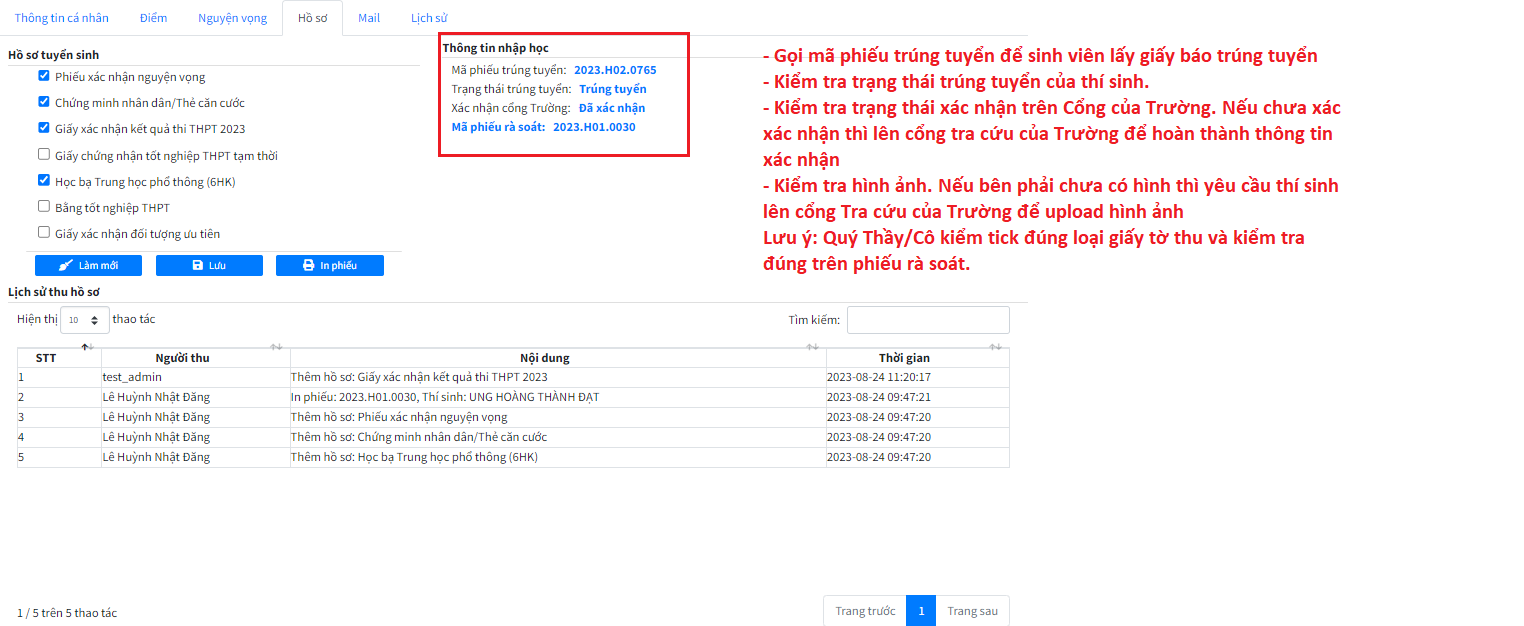 Thông tin cá nhân Điểm Nguyện vọng Hồ sơ Mail Lịch sử
Hồ sơ tuyển sinh
Phiếu xác nhận nguyện vọng
Chứng minh nhân dân/Thẻ căn cước
Giấy xác nhận kết quả thi THPT 2023
Giấy chứng nhận tốt nghiệp THPT tạm thời
Học bạ Trung học phổ thông (6HK)
Bằng tốt nghiệp THPT
Giấy xác nhận đối tượng ưu tiên
Làm mới Lưu In phiếu
Thông tin nhập học
Mã phiếu trúng tuyển: 2023.H02.0765
Trạng thái trúng tuyển: Trúng tuyển
Xác nhận cổng Trường: Đã xác nhận
Mã phiếu rà soát: 2023.H01.0030
- Gọi mã phiếu trúng tuyển để sinh viên lấy giấy báo trúng tuyển
- Kiểm tra trạng thái trúng tuyển của thí sinh.
- Kiểm tra trạng thái xác nhận trên Cổng của Trường. Nếu chưa xác
xác nhận thì lên cổng tra cứu của Trường để hoàn thành thông tin
xác nhận
- Kiểm tra hình ảnh. Nếu bên phải chưa có hình thì yêu cầu thí sinh
lên cổng Tra cứu của Trường để upload hình ảnh
Lưu ý: Quý Thầy/Cô kiểm tick đúng loại giấy tờ thu và kiểm tra
đúng trên phiếu rà soát.
Lịch sử thu hồ sơ
Hiện thị 10 thao tác Tìm kiếm:
STT Người thu Nội dung Thời gian
1 test_admin Thêm hồ sơ: Giấy xác nhận kết quả thi THPT 2023 2023-08-24 11:20:17
2 Lê Huỳnh Nhật Đăng In phiếu: 2023.H01.0030, Thí sinh: UNG HOÀNG THÀNH ĐẠT 2023-08-24 09:47:21
3 Lê Huỳnh Nhật Đăng Thêm hồ sơ: Phiếu xác nhận nguyện vọng 2023-08-24 09:47:20
4 Lê Huỳnh Nhật Đăng Thêm hồ sơ: Chứng minh nhân dân/Thẻ căn cước 2023-08-24 09:47:20
5 Lê Huỳnh Nhật Đăng Thêm hồ sơ: Học bạ Trung học phổ thông (6HK) 2023-08-24 09:47:20
1 / 5 trên 5 thao tác Trang trước 1 Trang sau